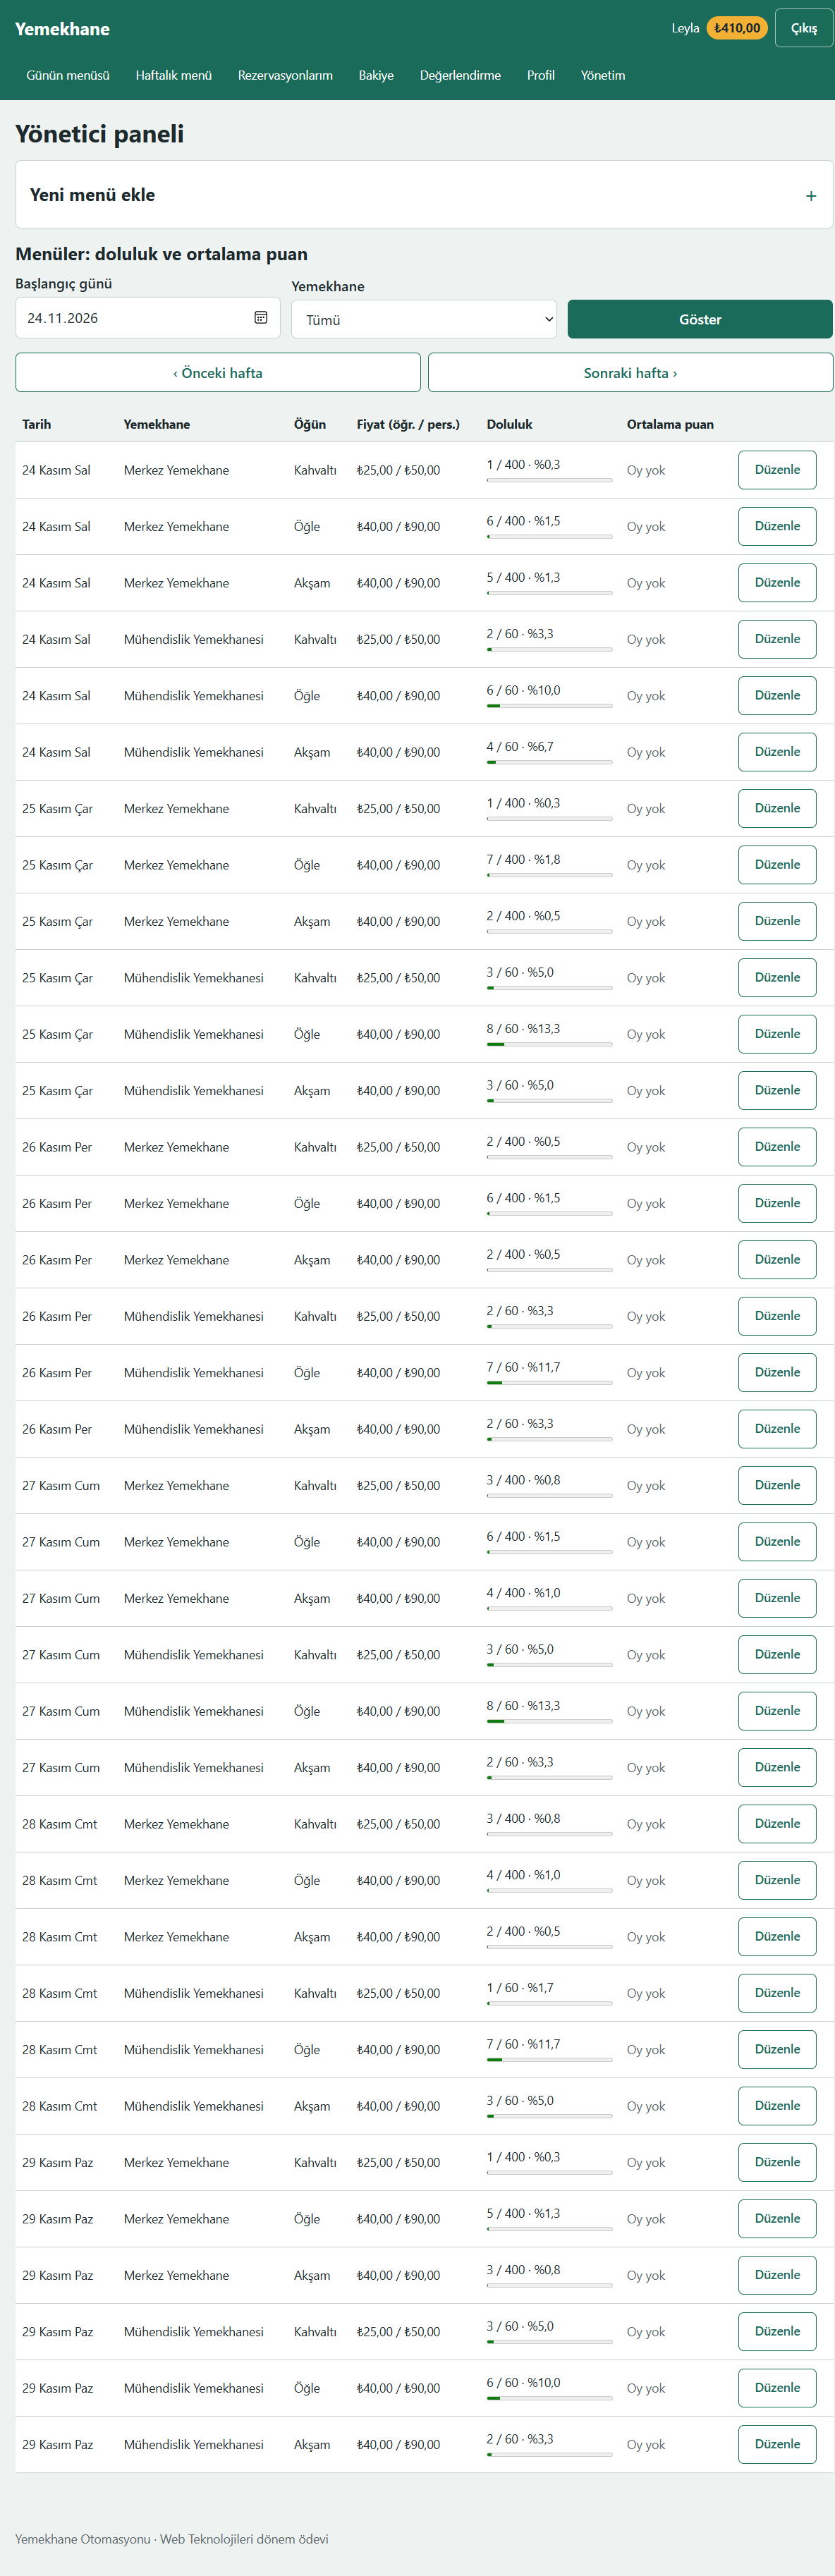 Yemekhane
Leyla ₺410,00 Çıkış
Günün menüsü Haftalık menü Rezervasyonlarım Bakiye Değerlendirme Profil Yönetim
Yönetici paneli
Yeni menü ekle +
Menüler: doluluk ve ortalama puan
Başlangıç günü Yemekhane
24.11.2026 Tümü Göster
‹ Önceki hafta Sonraki hafta ›
Tarih Yemekhane Öğün Fiyat (öğr. / pers.) Doluluk Ortalama puan
24 Kasım Sal Merkez Yemekhane Kahvaltı ₺25,00 / ₺50,00 1 / 400 · %0,3 Oy yok Düzenle
24 Kasım Sal Merkez Yemekhane Öğle ₺40,00 / ₺90,00 6 / 400 · %1,5 Oy yok Düzenle
24 Kasım Sal Merkez Yemekhane Akşam ₺40,00 / ₺90,00 5 / 400 · %1,3 Oy yok Düzenle
24 Kasım Sal Mühendislik Yemekhanesi Kahvaltı ₺25,00 / ₺50,00 2 / 60 · %3,3 Oy yok Düzenle
24 Kasım Sal Mühendislik Yemekhanesi Öğle ₺40,00 / ₺90,00 6 / 60 · %10,0 Oy yok Düzenle
24 Kasım Sal Mühendislik Yemekhanesi Akşam ₺40,00 / ₺90,00 4 / 60 · %6,7 Oy yok Düzenle
25 Kasım Çar Merkez Yemekhane Kahvaltı ₺25,00 / ₺50,00 1 / 400 · %0,3 Oy yok Düzenle
25 Kasım Çar Merkez Yemekhane Öğle ₺40,00 / ₺90,00 7 / 400 · %1,8 Oy yok Düzenle
25 Kasım Çar Merkez Yemekhane Akşam ₺40,00 / ₺90,00 2 / 400 · %0,5 Oy yok Düzenle
25 Kasım Çar Mühendislik Yemekhanesi Kahvaltı ₺25,00 / ₺50,00 3 / 60 · %5,0 Oy yok Düzenle
25 Kasım Çar Mühendislik Yemekhanesi Öğle ₺40,00 / ₺90,00 8 / 60 · %13,3 Oy yok Düzenle
25 Kasım Çar Mühendislik Yemekhanesi Akşam ₺40,00 / ₺90,00 3 / 60 · %5,0 Oy yok Düzenle
26 Kasım Per Merkez Yemekhane Kahvaltı ₺25,00 / ₺50,00 2 / 400 · %0,5 Oy yok Düzenle
26 Kasım Per Merkez Yemekhane Öğle ₺40,00 / ₺90,00 6 / 400 · %1,5 Oy yok Düzenle
26 Kasım Per Merkez Yemekhane Akşam ₺40,00 / ₺90,00 2 / 400 · %0,5 Oy yok Düzenle
26 Kasım Per Mühendislik Yemekhanesi Kahvaltı ₺25,00 / ₺50,00 2 / 60 · %3,3 Oy yok Düzenle
26 Kasım Per Mühendislik Yemekhanesi Öğle ₺40,00 / ₺90,00 7 / 60 · %11,7 Oy yok Düzenle
26 Kasım Per Mühendislik Yemekhanesi Akşam ₺40,00 / ₺90,00 2 / 60 · %3,3 Oy yok Düzenle
27 Kasım Cum Merkez Yemekhane Kahvaltı ₺25,00 / ₺50,00 3 / 400 · %0,8 Oy yok Düzenle
27 Kasım Cum Merkez Yemekhane Öğle ₺40,00 / ₺90,00 6 / 400 · %1,5 Oy yok Düzenle
27 Kasım Cum Merkez Yemekhane Akşam ₺40,00 / ₺90,00 4 / 400 · %1,0 Oy yok Düzenle
27 Kasım Cum Mühendislik Yemekhanesi Kahvaltı ₺25,00 / ₺50,00 3 / 60 · %5,0 Oy yok Düzenle
27 Kasım Cum Mühendislik Yemekhanesi Öğle ₺40,00 / ₺90,00 8 / 60 · %13,3 Oy yok Düzenle
27 Kasım Cum Mühendislik Yemekhanesi Akşam ₺40,00 / ₺90,00 2 / 60 · %3,3 Oy yok Düzenle
28 Kasım Cmt Merkez Yemekhane Kahvaltı ₺25,00 / ₺50,00 3 / 400 · %0,8 Oy yok Düzenle
28 Kasım Cmt Merkez Yemekhane Öğle ₺40,00 / ₺90,00 4 / 400 · %1,0 Oy yok Düzenle
28 Kasım Cmt Merkez Yemekhane Akşam ₺40,00 / ₺90,00 2 / 400 · %0,5 Oy yok Düzenle
28 Kasım Cmt Mühendislik Yemekhanesi Kahvaltı ₺25,00 / ₺50,00 1 / 60 · %1,7 Oy yok Düzenle
28 Kasım Cmt Mühendislik Yemekhanesi Öğle ₺40,00 / ₺90,00 7 / 60 · %11,7 Oy yok Düzenle
28 Kasım Cmt Mühendislik Yemekhanesi Akşam ₺40,00 / ₺90,00 3 / 60 · %5,0 Oy yok Düzenle
29 Kasım Paz Merkez Yemekhane Kahvaltı ₺25,00 / ₺50,00 1 / 400 · %0,3 Oy yok Düzenle
29 Kasım Paz Merkez Yemekhane Öğle ₺40,00 / ₺90,00 5 / 400 · %1,3 Oy yok Düzenle
29 Kasım Paz Merkez Yemekhane Akşam ₺40,00 / ₺90,00 3 / 400 · %0,8 Oy yok Düzenle
29 Kasım Paz Mühendislik Yemekhanesi Kahvaltı ₺25,00 / ₺50,00 3 / 60 · %5,0 Oy yok Düzenle
29 Kasım Paz Mühendislik Yemekhanesi Öğle ₺40,00 / ₺90,00 6 / 60 · %10,0 Oy yok Düzenle
29 Kasım Paz Mühendislik Yemekhanesi Akşam ₺40,00 / ₺90,00 2 / 60 · %3,3 Oy yok Düzenle
Yemekhane Otomasyonu · Web Teknolojileri dönem ödevi